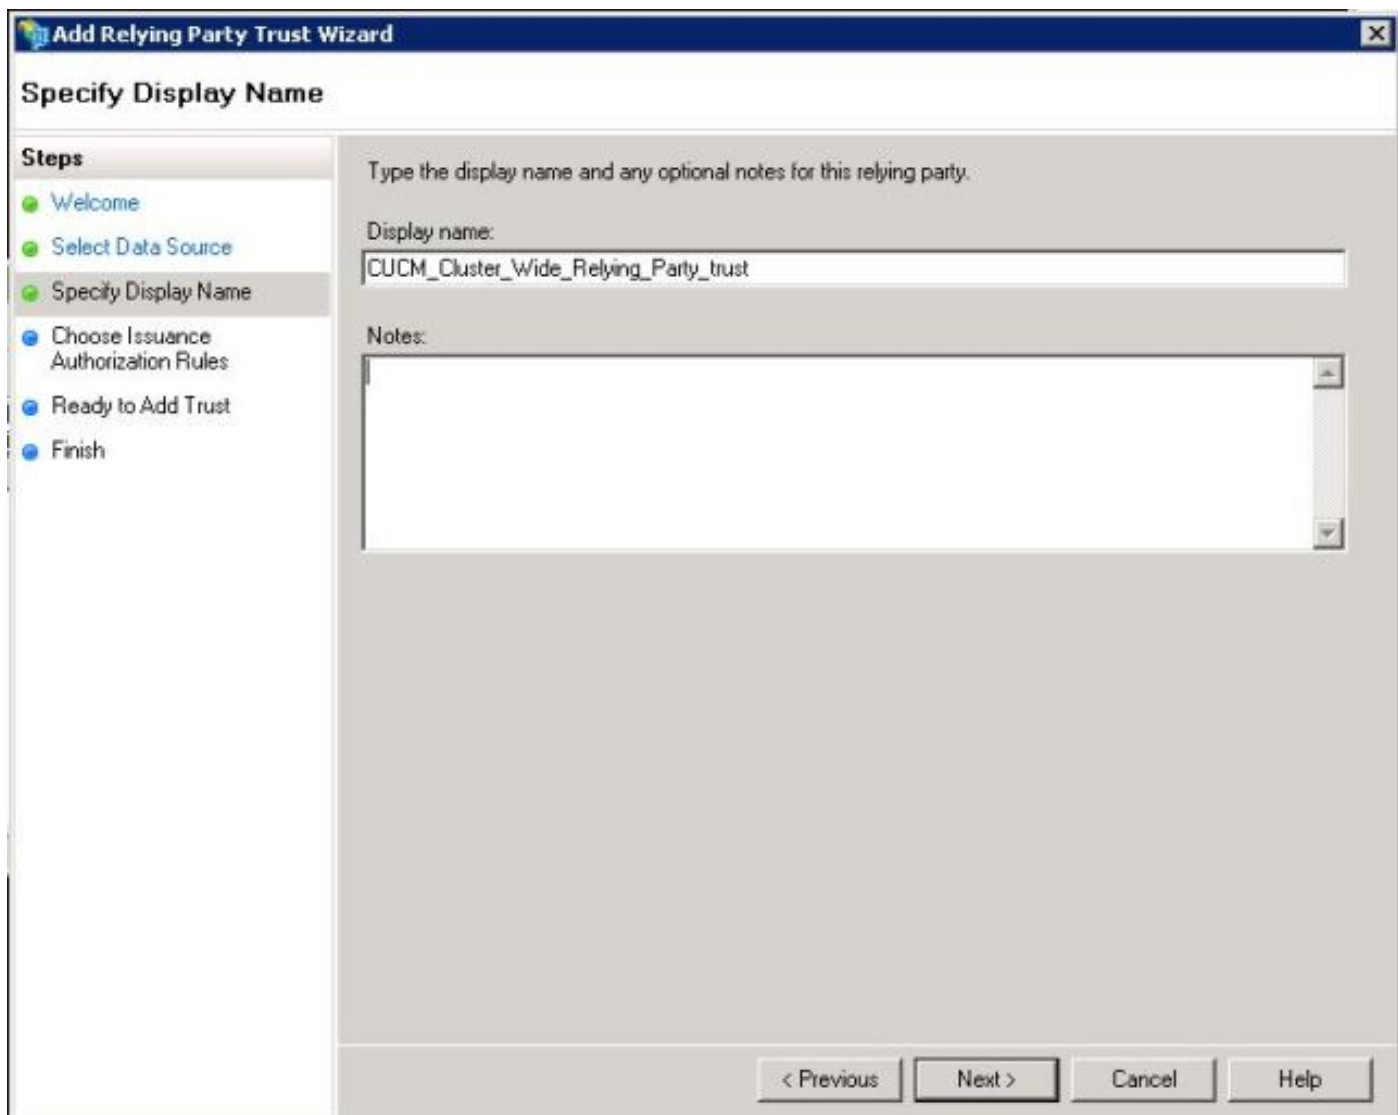 Add Relying Party Trust Wizard
Specify Display Name
Steps
Welcome
Select Data Source
Specify Display Name
Choose Issuance
Authorization Rules
Ready to Add Trust
Finish
Type the display name and any optional notes for this relying party.
Display name:
CUCM_Cluster_Wide_Relying_Party_trust
Notes:
< Previous
Next >
Cancel
Help